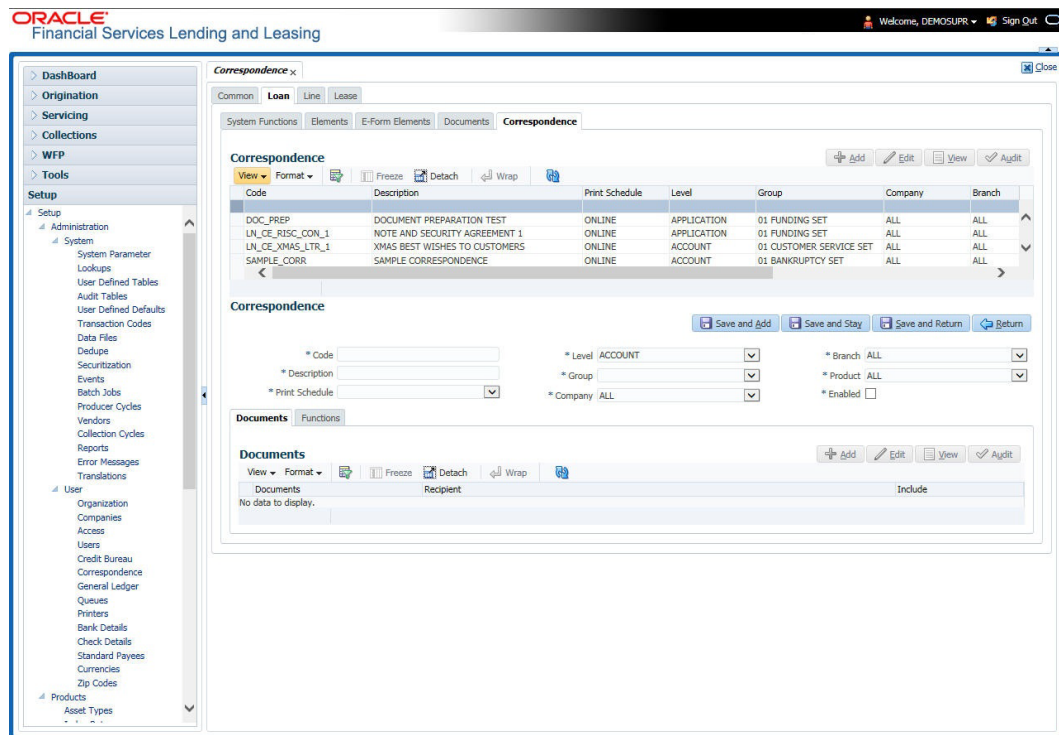 ORACLE
Financial Services Lending and Leasing
Welcome, DEMOSUPR Sign Out
Close
DashBoard
Origination
Servicing
Collections
WFP
Tools
Setup
Setup
Administration
System
System Parameter
Lookups
User Defined Tables
Audit Tables
User Defined Defaults
Transaction Codes
Data Files
Dedupe
Securitization
Events
Batch Jobs
Producer Cycles
Vendors
Collection Cycles
Reports
Error Messages
Translations
User
Organization
Companies
Access
Users
Credit Bureau
Correspondence
General Ledger
Queues
Printers
Bank Details
Check Details
Standard Payees
Currencies
Zip Codes
Products
Asset Types
Correspondence x
Common Loan Line Lease
System Functions Elements E-Form Elements Documents Correspondence
Correspondence
Add Edit View Audit
View Format Freeze Detach Wrap
Code Description Print Schedule Level Group Company Branch
DOC_PREP DOCUMENT PREPARATION TEST ONLINE APPLICATION 01 FUNDING SET ALL ALL
LN_CE_RISC_CON_1 NOTE AND SECURITY AGREEMENT 1 ONLINE APPLICATION 01 FUNDING SET ALL ALL
LN_CE_XMAS_LTR_1 XMAS BEST WISHES TO CUSTOMERS ONLINE ACCOUNT 01 CUSTOMER SERVICE SET ALL ALL
SAMPLE_CORR SAMPLE CORRESPONDENCE ONLINE ACCOUNT 01 BANKRUPTCY SET ALL ALL
Correspondence
Save and Add Save and Stay Save and Return Return
* Code * Level ACCOUNT * Branch ALL
* Description * Group * Product ALL
* Print Schedule * Company ALL * Enabled
Documents Functions
Documents
Add Edit View Audit
View Format Freeze Detach Wrap
Documents Recipient Include
No data to display.